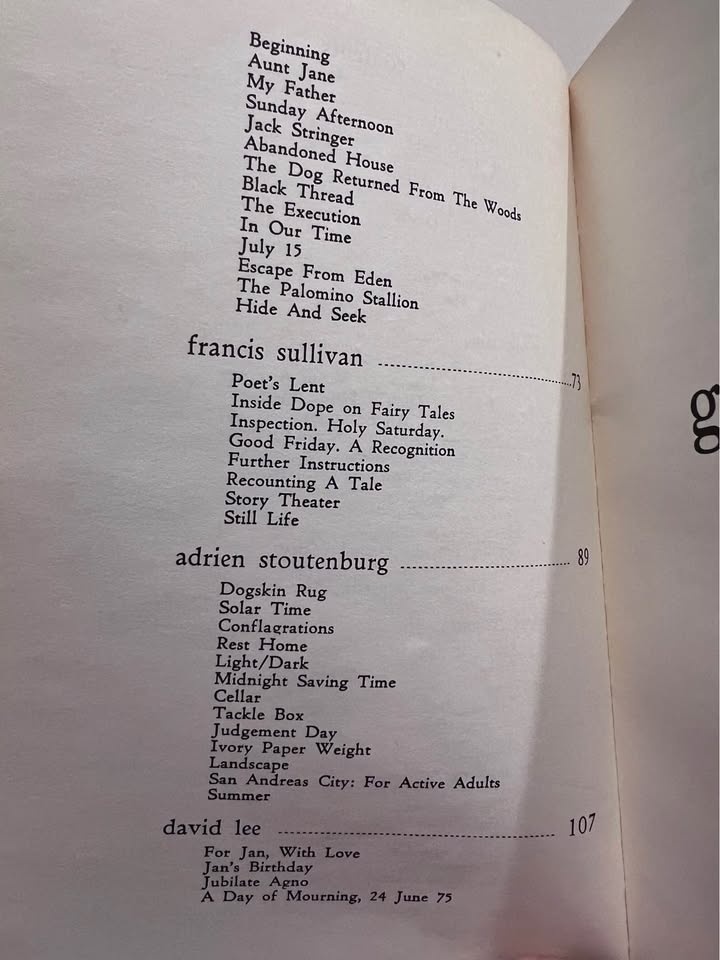 Beginning
Aunt Jane
My Father
Sunday Afternoon
Jack Stringer
Abandoned House
The Dog Returned From The Woods
Black Thread
The Execution
In Our Time
July 15
Escape From Eden
The Palomino Stallion
Hide And Seek
francis sullivan ........................................73
Poet's Lent
Inside Dope on Fairy Tales
Inspection. Holy Saturday.
Good Friday. A Recognition
Further Instructions
Recounting A Tale
Story Theater
Still Life
adrien stoutenburg ........................................ 89
Dogskin Rug
Solar Time
Conflagrations
Rest Home
Light/Dark
Midnight Saving Time
Cellar
Tackle Box
Judgement Day
Ivory Paper Weight
Landscape
San Andreas City: For Active Adults
Summer
david lee ........................................ 107
For Jan, With Love
Jan's Birthday
Jubilate Agno
A Day of Mourning, 24 June 75
g